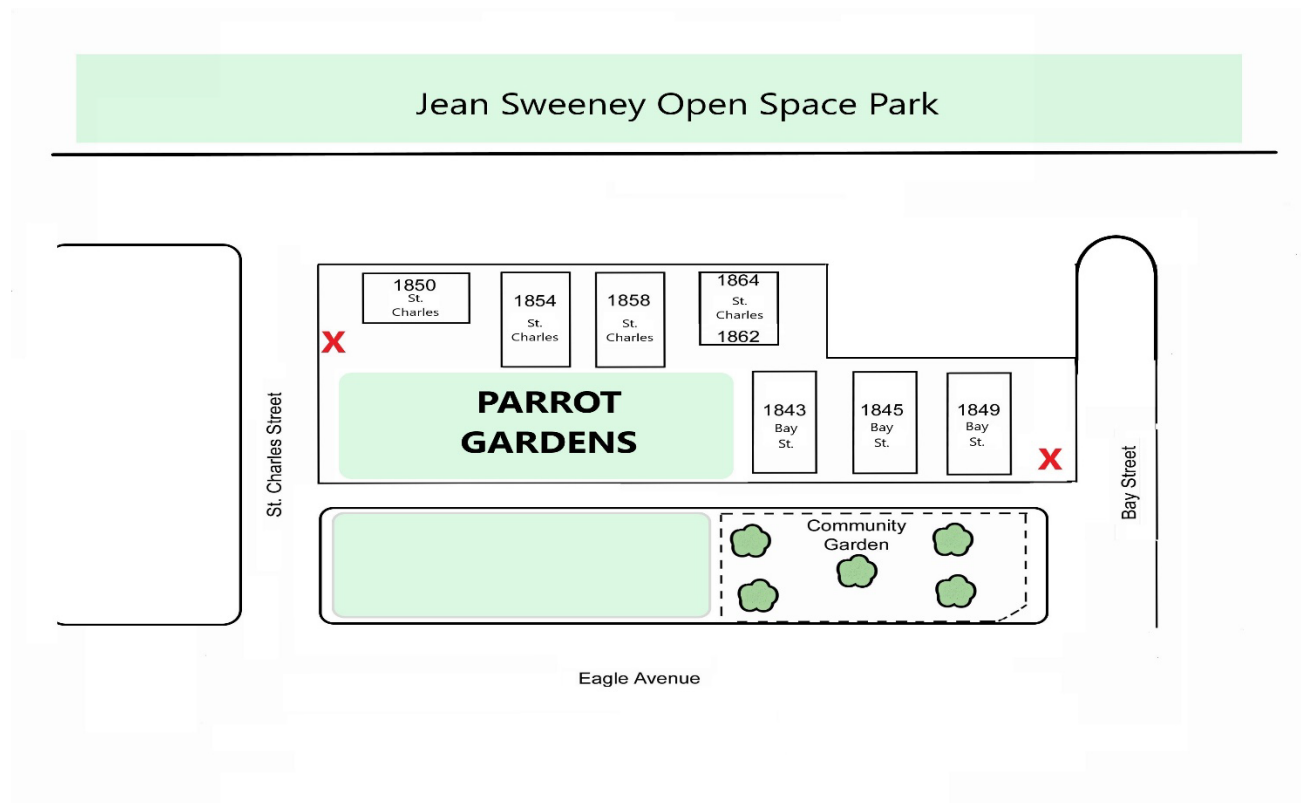 Jean Sweeney Open Space Park
1850
St.
Charles
1854
St.
Charles
1858
St.
Charles
1864
St.
Charles
1862
X
PARROT
GARDENS
1843
Bay
St.
1845
Bay
St.
1849
Bay
St.
X
St. Charles Street
Bay Street
Community
Garden
Eagle Avenue